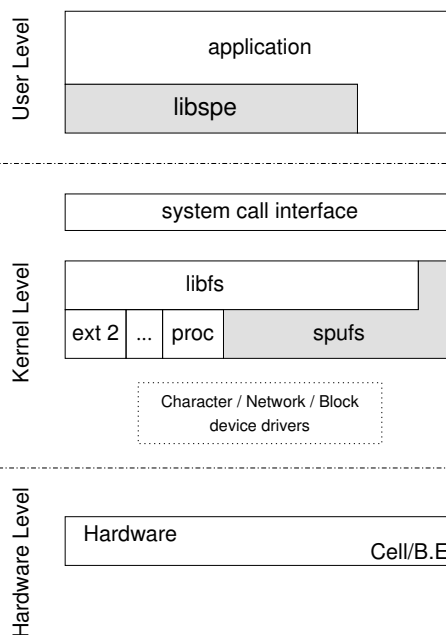 User Level
application
libspe
system call interface
Kernel Level
libfs
ext 2 ... proc spufs
Character / Network / Block
device drivers
Hardware Level
Hardware
Cell/B.E